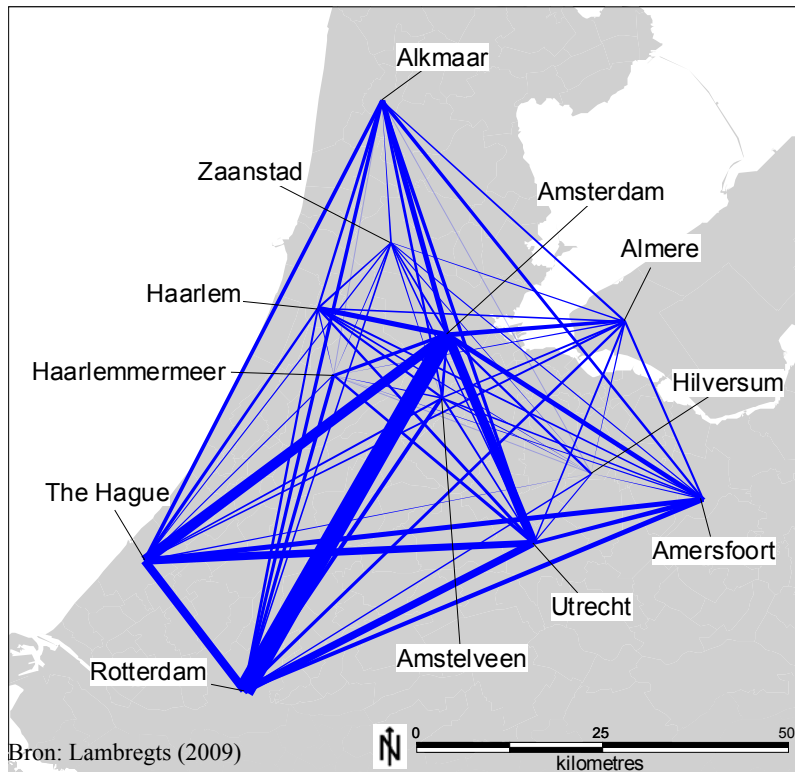 Alkmaar
Zaanstad
Amsterdam
Almere
Haarlem
Haarlemmermeer
Hilversum
The Hague
Amersfoort
Utrecht
Amstelveen
Rotterdam
Bron: Lambregts (2009)
N
0 25 50
kilometres